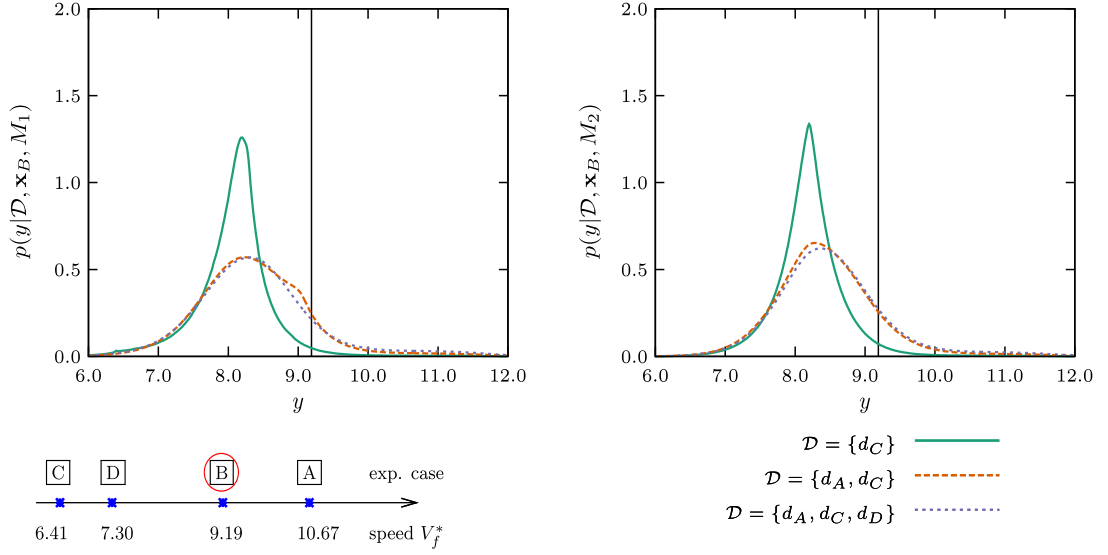 2.0
1.5
1.0
0.5
0.0
6.0 7.0 8.0 9.0 10.0 11.0 12.0
y
p(y|𝒟, 𝐱_B, M_1)
2.0
1.5
1.0
0.5
0.0
6.0 7.0 8.0 9.0 10.0 11.0 12.0
y
p(y|𝒟, 𝐱_B, M_2)
C D B A exp. case
6.41 7.30 9.19 10.67 speed V_f^*
𝒟 = {d_C}
𝒟 = {d_A, d_C}
𝒟 = {d_A, d_C, d_D}